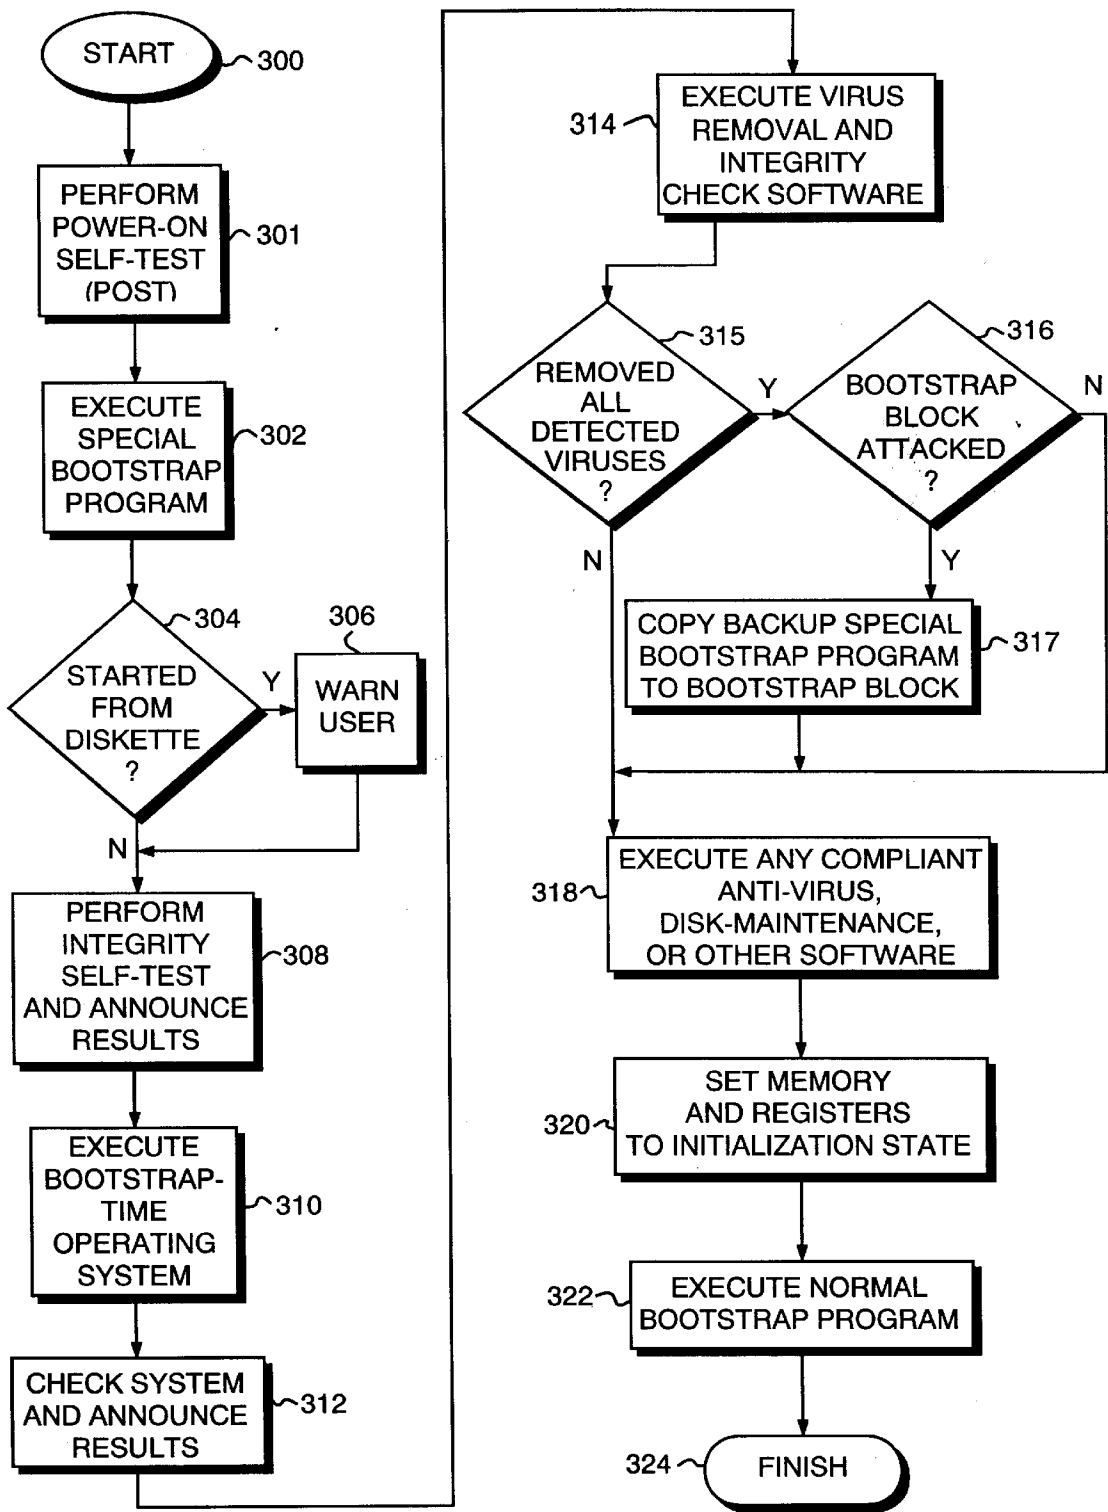 START
300
PERFORM
POWER-ON
SELF-TEST
(POST)
301
EXECUTE
SPECIAL
BOOTSTRAP
PROGRAM
302
304
STARTED
FROM
DISKETTE
?
Y
306
WARN
USER
N
PERFORM
INTEGRITY
SELF-TEST
AND ANNOUNCE
RESULTS
308
EXECUTE
BOOTSTRAP-
TIME
OPERATING
SYSTEM
310
CHECK SYSTEM
AND ANNOUNCE
RESULTS
312
314
EXECUTE VIRUS
REMOVAL AND
INTEGRITY
CHECK SOFTWARE
315
REMOVED
ALL
DETECTED
VIRUSES
?
Y
N
316
BOOTSTRAP
BLOCK
ATTACKED
?
N
Y
COPY BACKUP SPECIAL
BOOTSTRAP PROGRAM
TO BOOTSTRAP BLOCK
317
318
EXECUTE ANY COMPLIANT
ANTI-VIRUS,
DISK-MAINTENANCE,
OR OTHER SOFTWARE
320
SET MEMORY
AND REGISTERS
TO INITIALIZATION STATE
322
EXECUTE NORMAL
BOOTSTRAP PROGRAM
324
FINISH